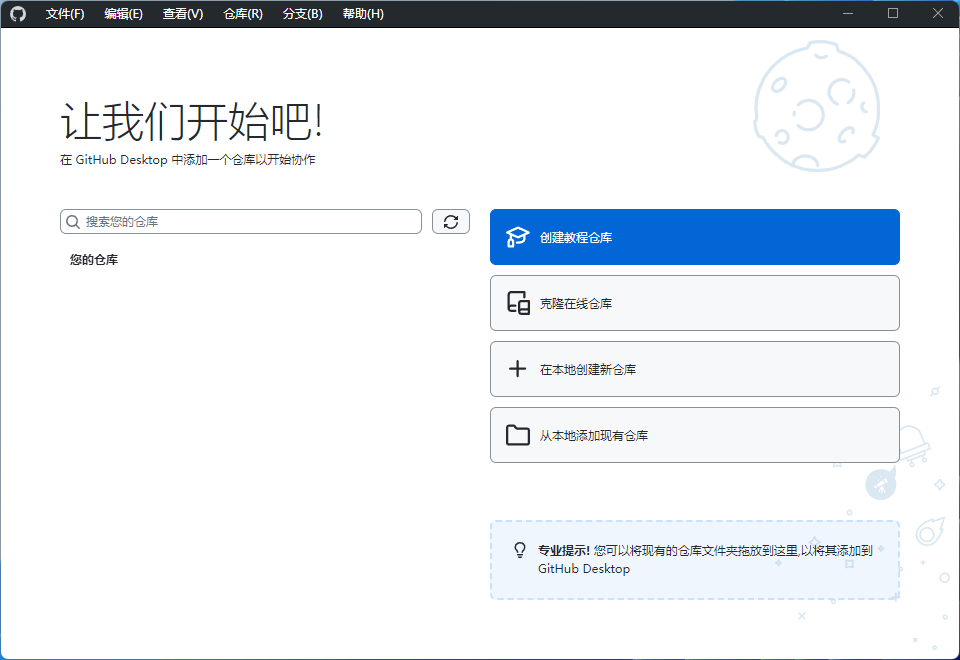 文件(F) 编辑(E) 查看(V) 仓库(R) 分支(B) 帮助(H)
让我们开始吧!
在 GitHub Desktop 中添加一个仓库以开始协作
搜索您的仓库
您的仓库
创建教程仓库
克隆在线仓库
在本地创建新仓库
从本地添加现有仓库
专业提示! 您可以将现有的仓库文件夹拖放到这里,以将其添加到
GitHub Desktop